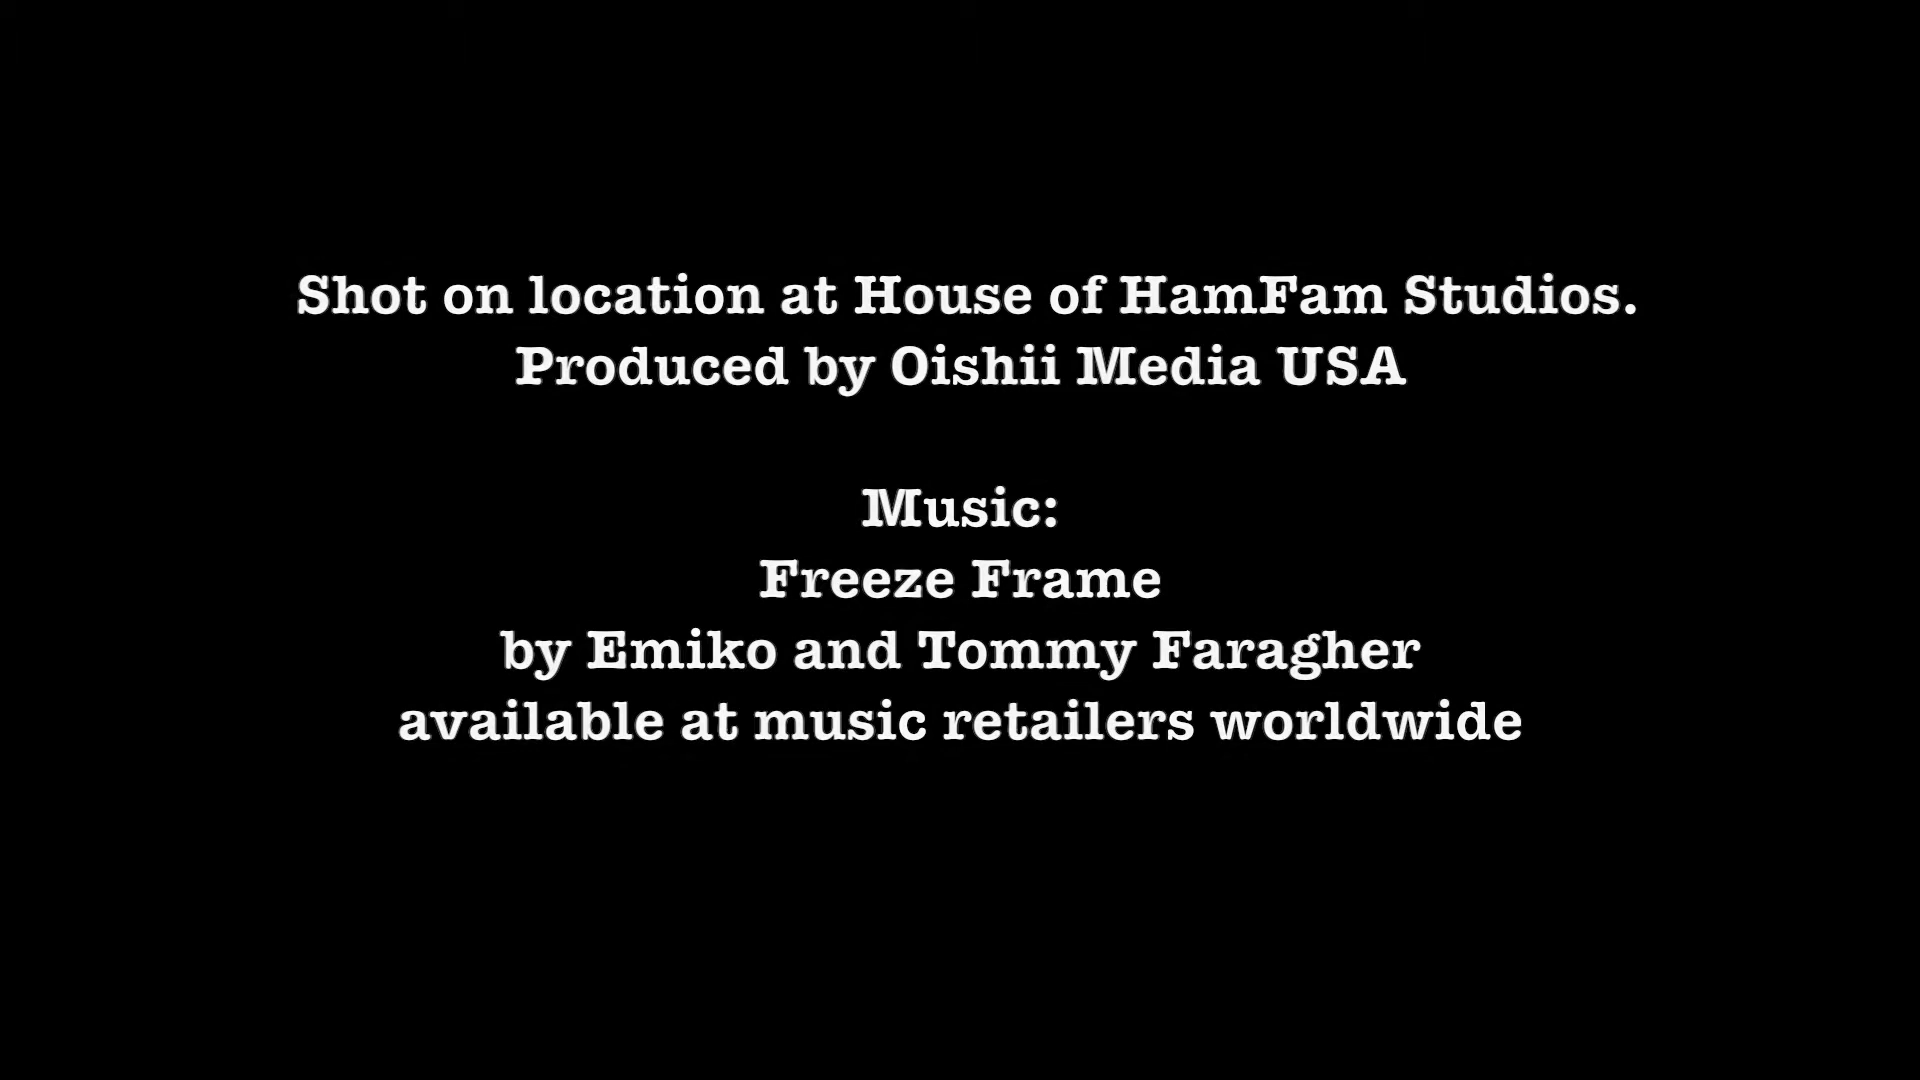 Shot on location at House of HamFam Studios.
Produced by Oishii Media USA
Music:
Freeze Frame
by Emiko and Tommy Faragher
available at music retailers worldwide